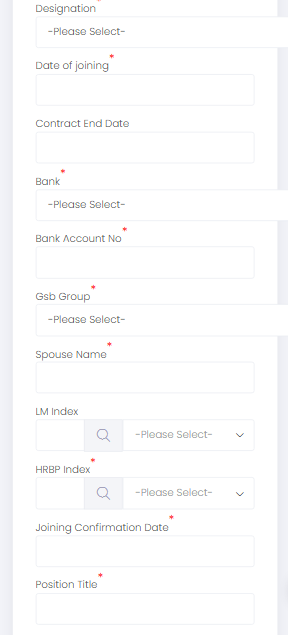 Designation*
-Please Select-
Date of joining*
Contract End Date
Bank*
-Please Select-
Bank Account No*
Gsb Group*
-Please Select-
Spouse Name*
LM Index
-Please Select-
HRBP Index*
-Please Select-
Joining Confirmation Date*
Position Title*